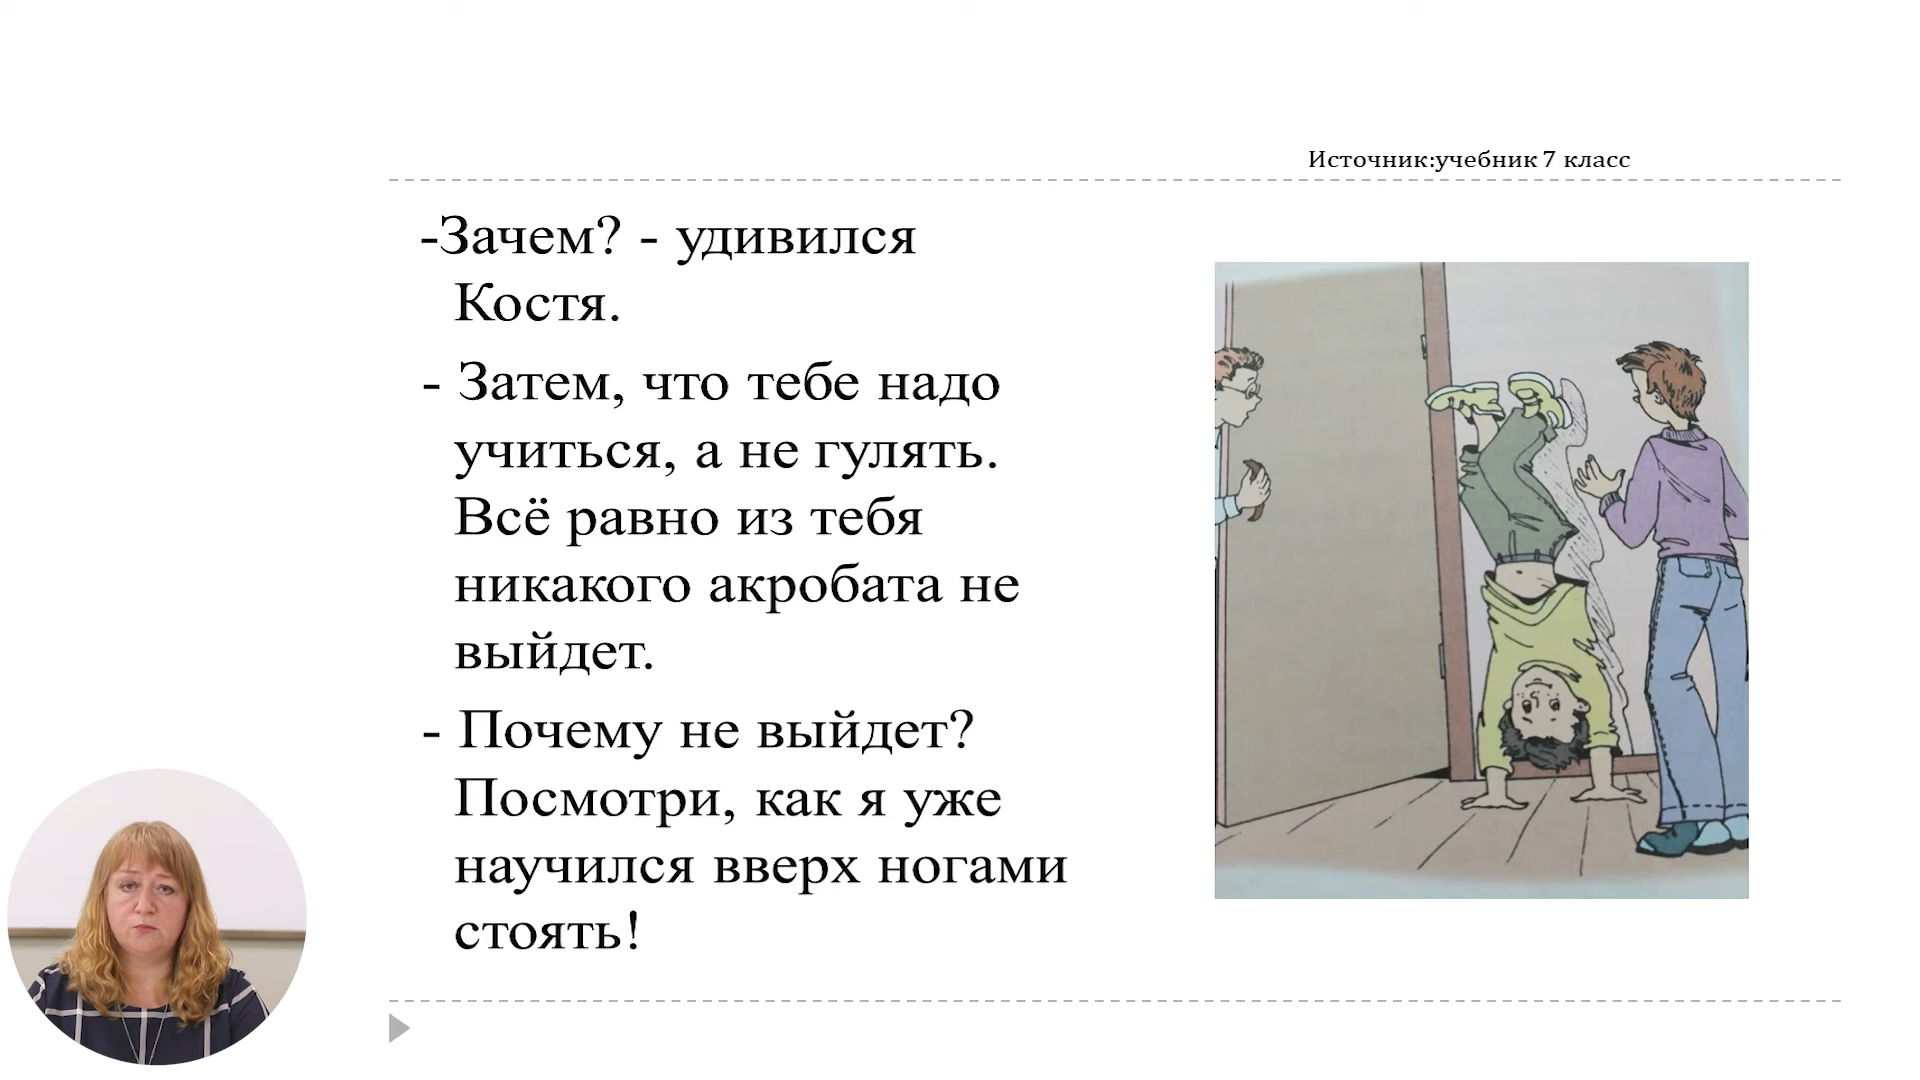 Источник:учебник 7 класс
-Зачем? - удивился
Костя.
- Затем, что тебе надо
учиться, а не гулять.
Всё равно из тебя
никакого акробата не
выйдет.
- Почему не выйдет?
Посмотри, как я уже
научился вверх ногами
стоять!